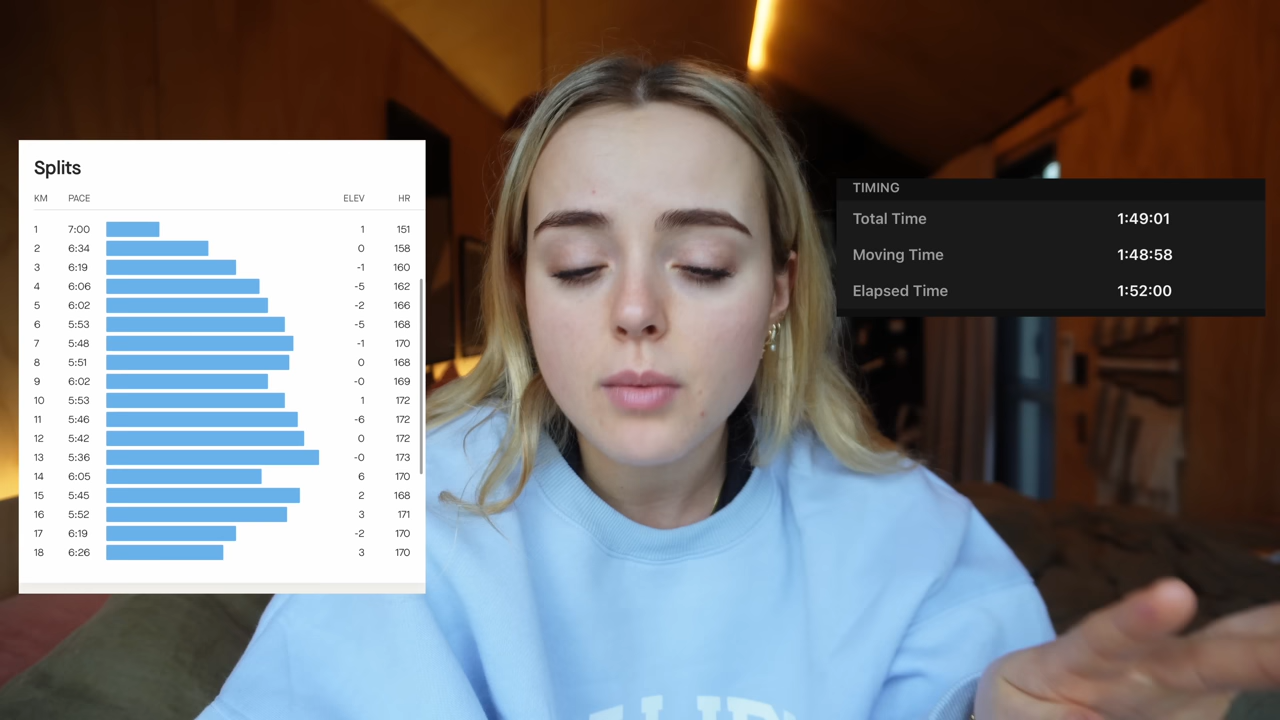 Splits
KM PACE ELEV HR
1 7:00 1 151
2 6:34 0 158
3 6:19 -1 160
4 6:06 -5 162
5 6:02 -2 166
6 5:53 -5 168
7 5:48 -1 170
8 5:51 0 168
9 6:02 -0 169
10 5:53 1 172
11 5:46 -6 172
12 5:42 0 172
13 5:36 -0 173
14 6:05 6 170
15 5:45 2 168
16 5:52 3 171
17 6:19 -2 170
18 6:26 3 170
TIMING
Total Time 1:49:01
Moving Time 1:48:58
Elapsed Time 1:52:00